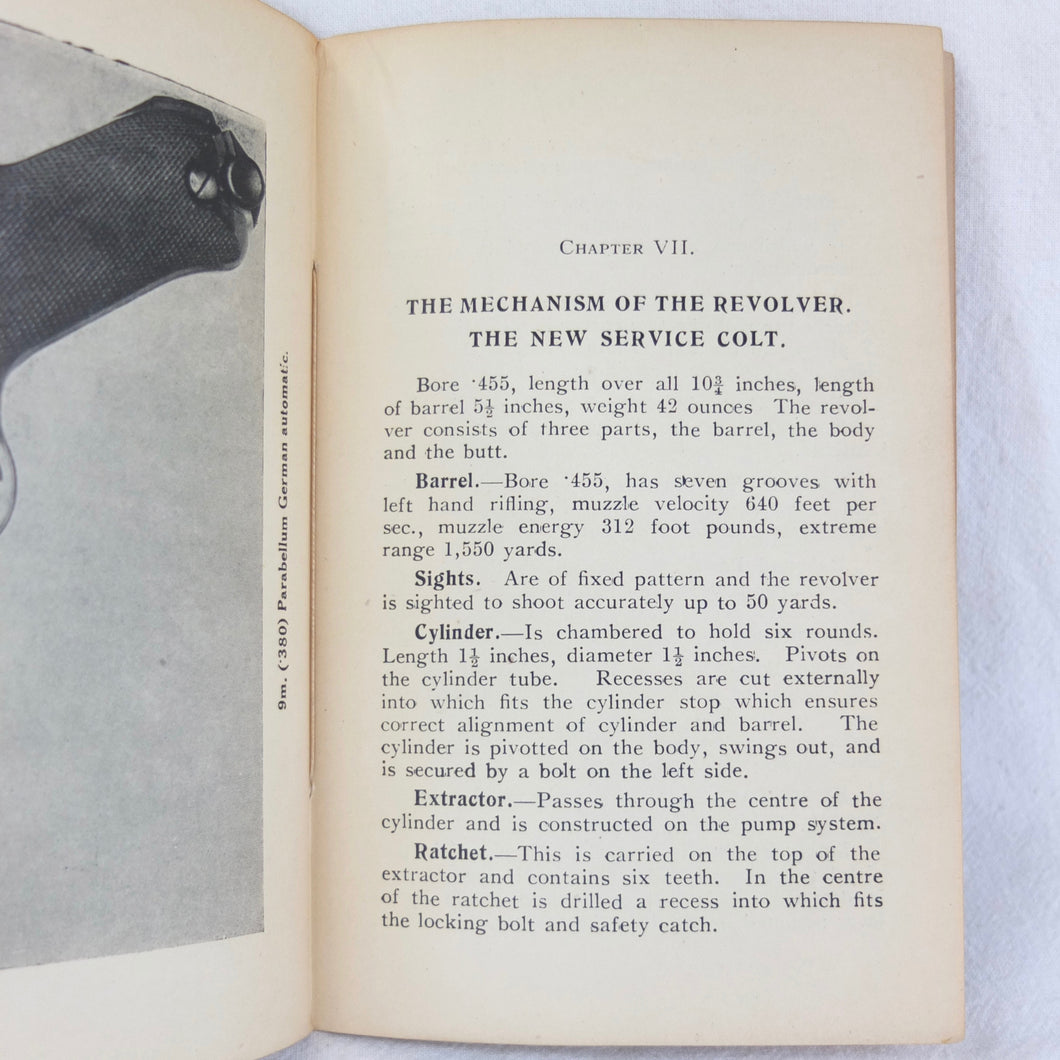 9m. (·380) Parabellum German automatic.
CHAPTER VII.
THE MECHANISM OF THE REVOLVER.
THE NEW SERVICE COLT.
Bore ·455, length over all 10¾ inches, length
of barrel 5½ inches, weight 42 ounces The revol-
ver consists of three parts, the barrel, the body
and the butt.
Barrel.—Bore ·455, has seven grooves with
left hand rifling, muzzle velocity 640 feet per
sec., muzzle energy 312 foot pounds, extreme
range 1,550 yards.
Sights. Are of fixed pattern and the revolver
is sighted to shoot accurately up to 50 yards.
Cylinder.—Is chambered to hold six rounds.
Length 1½ inches, diameter 1½ inches. Pivots on
the cylinder tube. Recesses are cut externally
into which fits the cylinder stop which ensures
correct alignment of cylinder and barrel. The
cylinder is pivotted on the body, swings out, and
is secured by a bolt on the left side.
Extractor.—Passes through the centre of the
cylinder and is constructed on the pump system.
Ratchet.—This is carried on the top of the
extractor and contains six teeth. In the centre
of the ratchet is drilled a recess into which fits
the locking bolt and safety catch.